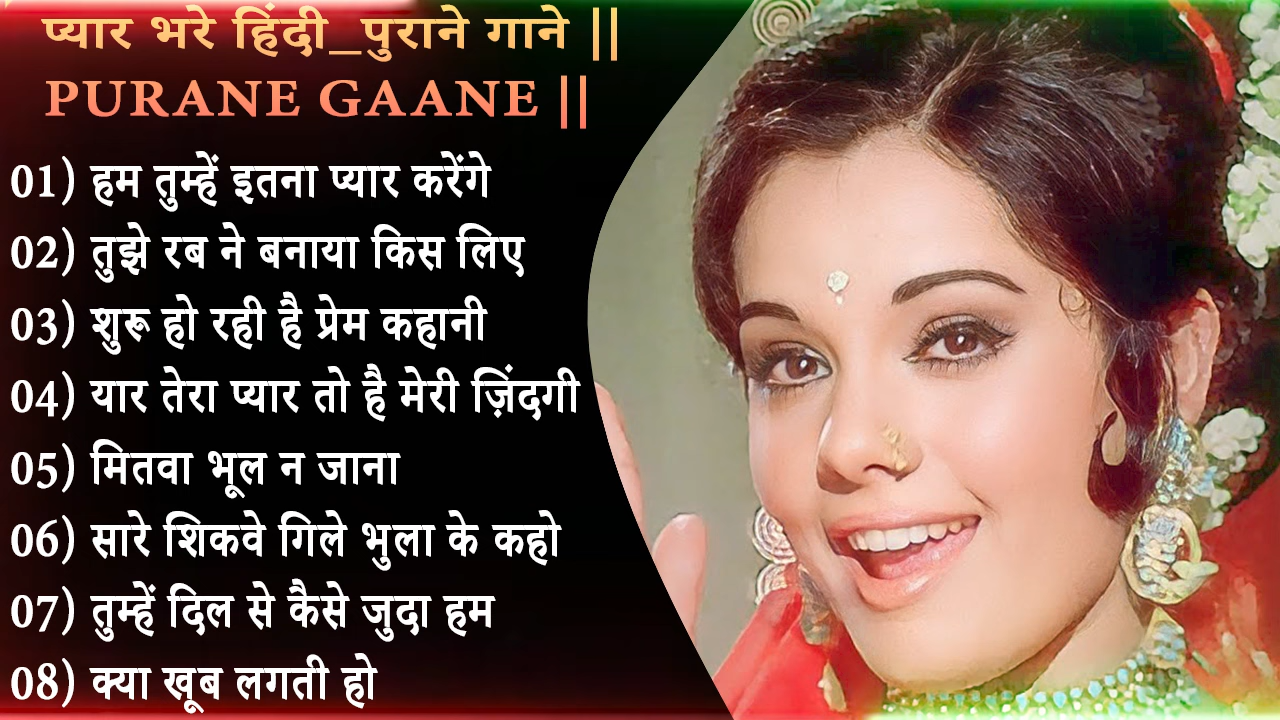 प्यार भरे हिंदी_पुराने गाने ||
PURANE GAANE ||
01) हम तुम्हें इतना प्यार करेंगे
02) तुझे रब ने बनाया किस लिए
03) शुरू हो रही है प्रेम कहानी
04) यार तेरा प्यार तो है मेरी ज़िंदगी
05) मितवा भूल न जाना
06) सारे शिकवे गिले भुला के कहो
07) तुम्हें दिल से कैसे जुदा हम
08) क्या खूब लगती हो